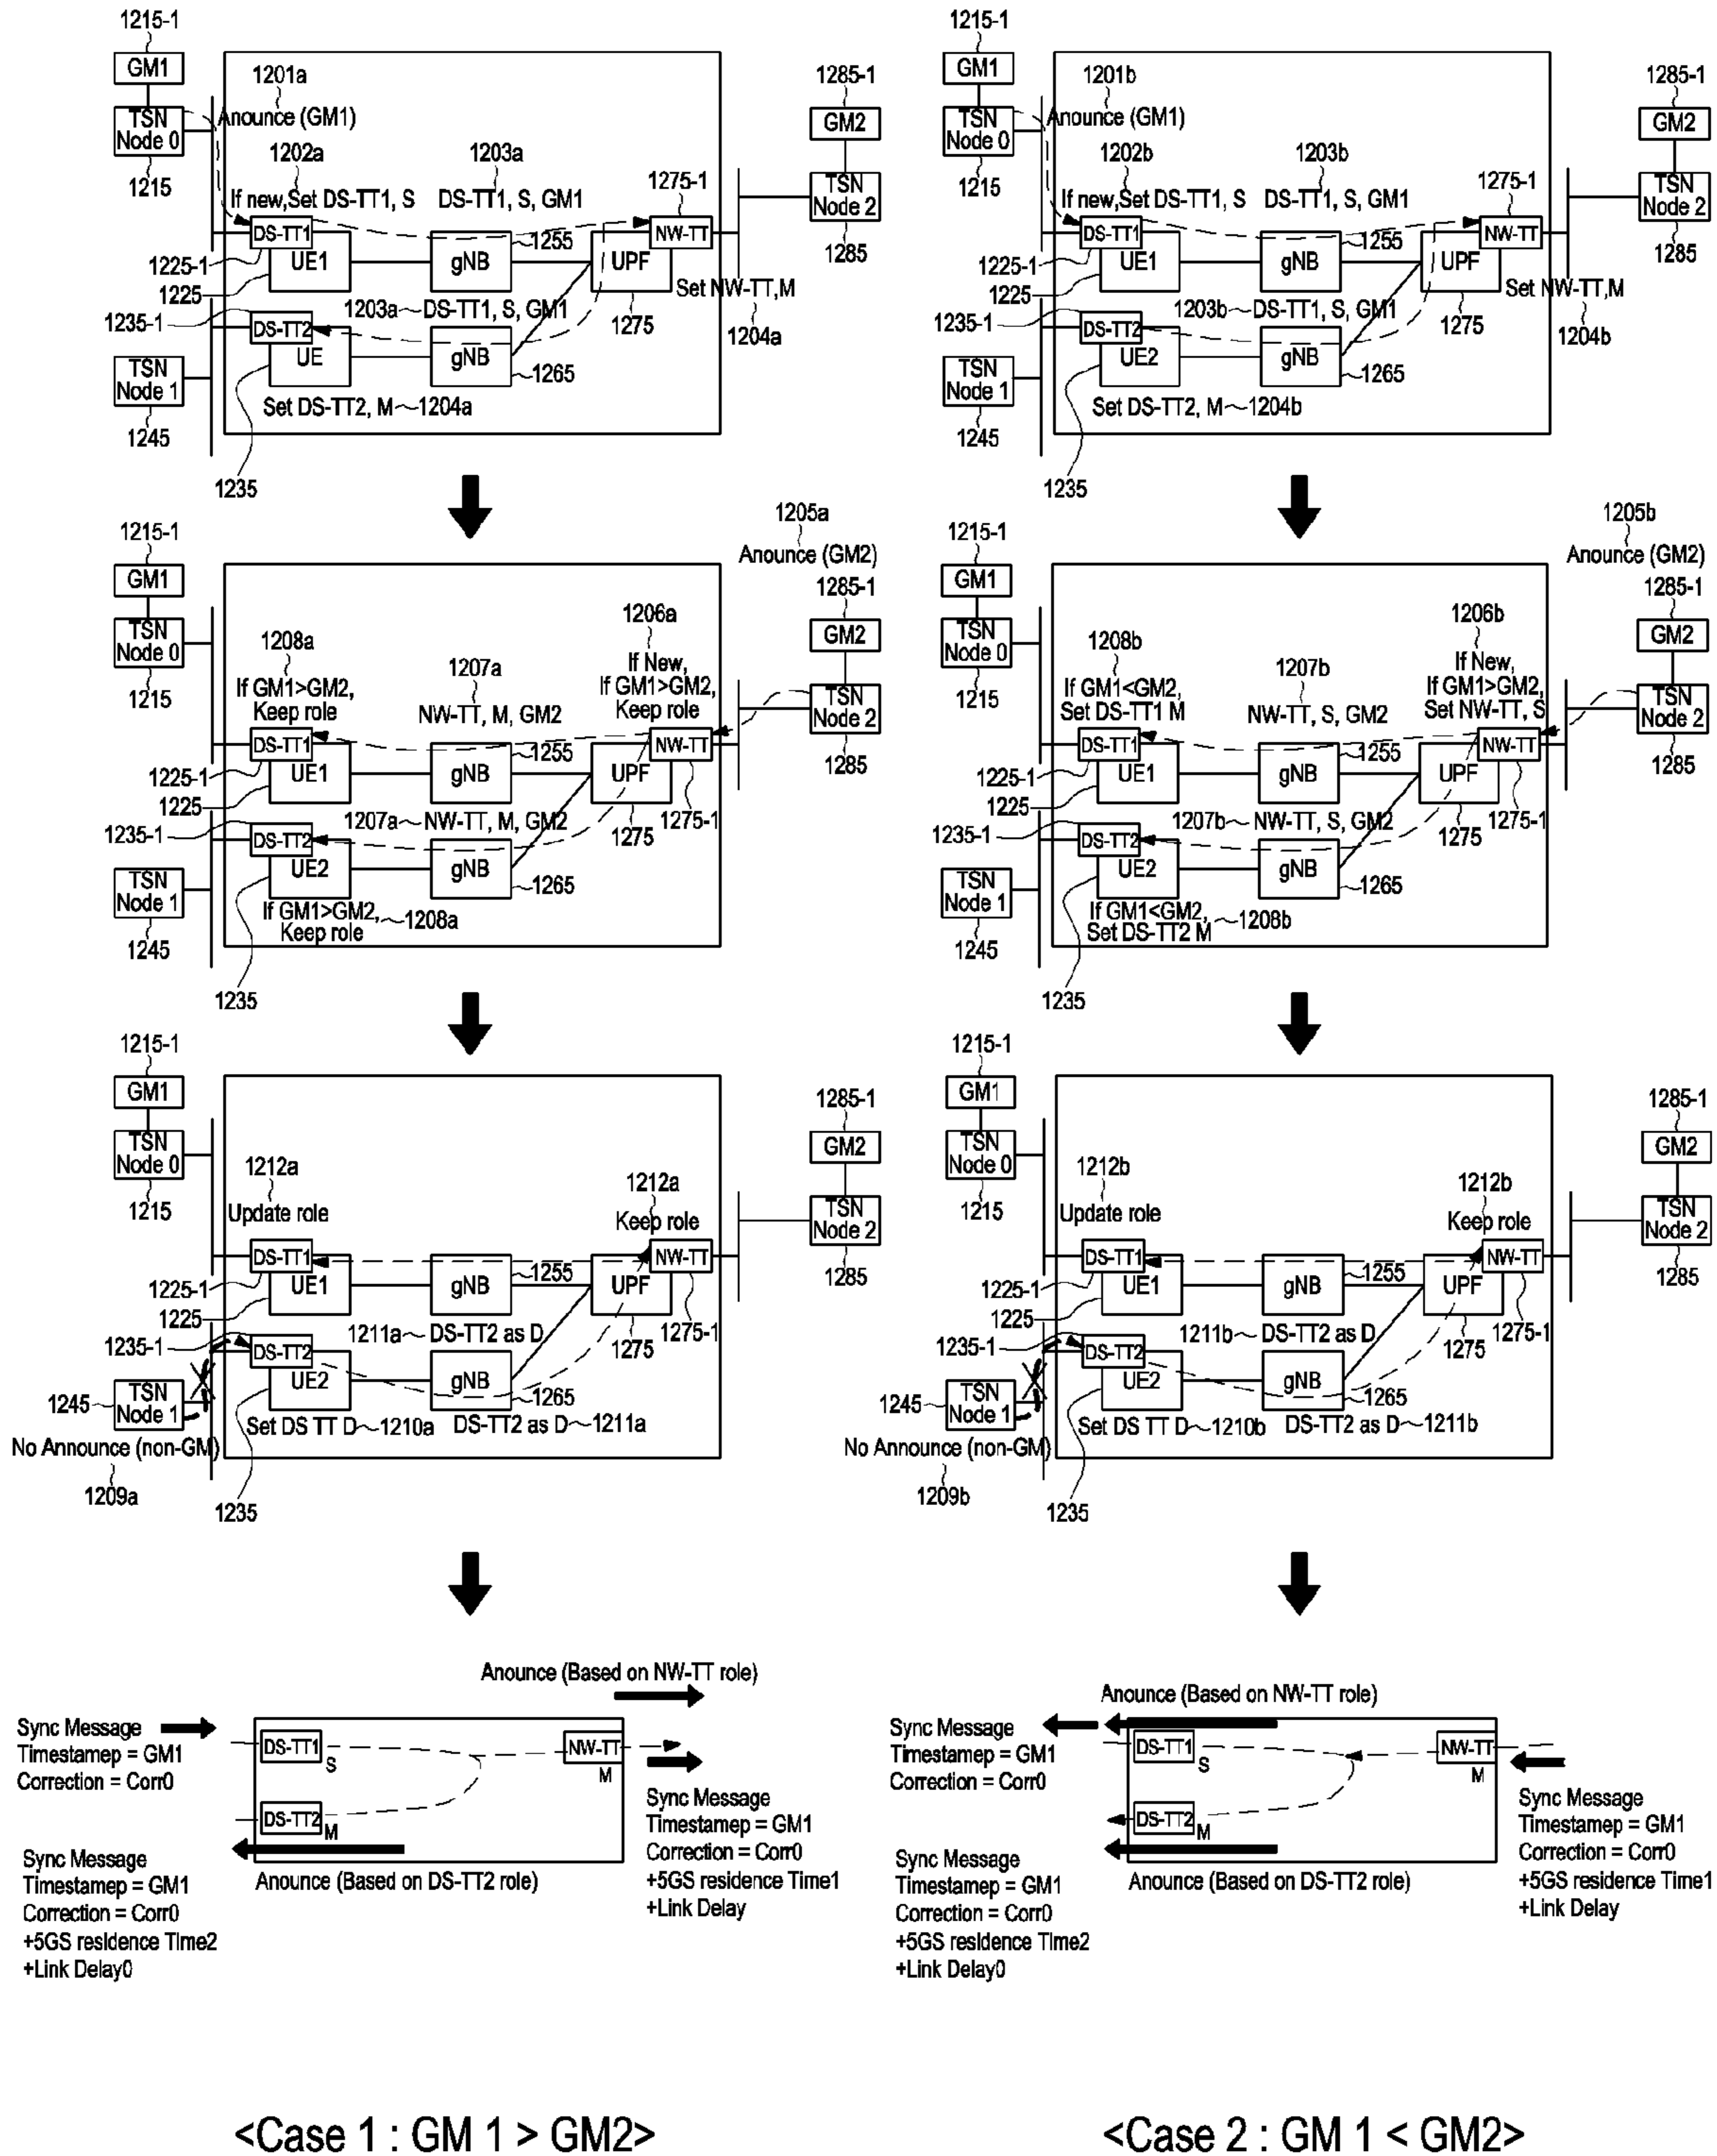 1215-1
GM1
1201a
1285-1
TSN
Node 0
Anounce (GM1)
GM2
1202a
1203a
1215
1275-1
TSN
Node 2
If new,Set DS-TT1, S
DS-TT1, S, GM1
DS-TT1
1255
NW-TT
1285
1225-1
UE1
gNB
UPF
1225
Set NW-TT,M
1203a~DS-TT1, S, GM1
1235-1
DS-TT2
1275
1204a
UE
gNB
TSN
Node 1
1265
Set DS-TT2, M~1204a
1245
1235
1215-1
GM1
1201b
1285-1
TSN
Node 0
Anounce (GM1)
GM2
1202b
1203b
1215
1275-1
TSN
Node 2
If new,Set DS-TT1, S
DS-TT1, S, GM1
DS-TT1
1255
NW-TT
1285
1225-1
UE1
gNB
UPF
1225
Set NW-TT,M
1203b~DS-TT1, S, GM1
1235-1
DS-TT2
1275
1204b
UE2
gNB
TSN
Node 1
1265
Set DS-TT2, M~1204b
1245
1235
1205a
1215-1
Anounce (GM2)
GM1
1285-1
1206a
TSN
Node 0
1208a
GM2
If New,
1207a
If GM1>GM2,
Keep role
If GM1>GM2,
Keep role
1215
TSN
Node 2
NW-TT, M, GM2
DS-TT1
1255
NW-TT
1285
1225-1
UE1
gNB
UPF
1225
1207a~NW-TT, M, GM2
1275-1
1235-1
DS-TT2
1275
UE2
gNB
TSN
Node 1
1265
If GM1>GM2,
Keep role
1208a
1245
1235
1205b
1215-1
Anounce (GM2)
GM1
1285-1
1206b
TSN
Node 0
1208b
GM2
If New,
1207b
If GM1<GM2,
Set DS-TT1 M
If GM1>GM2,
Set NW-TT, S
1215
TSN
Node 2
NW-TT, S, GM2
DS-TT1
1255
NW-TT
1285
1225-1
UE1
gNB
UPF
1225
1207b~NW-TT, S, GM2
1275-1
1235-1
DS-TT2
1275
UE2
gNB
TSN
Node 1
1265
If GM1<GM2,
Set DS-TT2 M
1208b
1245
1235
1215-1
GM1
1285-1
TSN
Node 0
GM2
1212a
1212a
1215
Update role
Keep role
TSN
Node 2
DS-TT1
1255
NW-TT
1285
1225-1
UE1
gNB
UPF
1225
1211a~DS-TT2 as D
1275-1
1235-1
DS-TT2
1275
UE2
gNB
1245
TSN
Node 1
1265
Set DS TT D~1210a
DS-TT2 as D~1211a
No Announce (non-GM)
1209a
1235
1215-1
GM1
1285-1
TSN
Node 0
GM2
1212b
1212b
1215
Update role
Keep role
TSN
Node 2
DS-TT1
1255
NW-TT
1285
1225-1
UE1
gNB
UPF
1225
1211b~DS-TT2 as D
1275-1
1235-1
DS-TT2
1275
UE2
gNB
1245
TSN
Node 1
1265
Set DS TT D~1210b
DS-TT2 as D~1211b
No Announce (non-GM)
1209b
1235
Anounce (Based on NW-TT role)
Sync Message
Timestamep = GM1
Correction = Corr0
DS-TT1
S
NW-TT
M
DS-TT2
M
Sync Message
Timestamep = GM1
Correction = Corr0
+5GS residence Time1
+Link Delay
Sync Message
Timestamep = GM1
Correction = Corr0
+5GS residence Time2
+Link Delay0
Anounce (Based on DS-TT2 role)
Anounce (Based on NW-TT role)
Sync Message
Timestamep = GM1
Correction = Corr0
DS-TT1
S
NW-TT
M
DS-TT2
M
Sync Message
Timestamep = GM1
Correction = Corr0
+5GS residence Time1
+Link Delay
Sync Message
Timestamep = GM1
Correction = Corr0
+5GS residence Time2
+Link Delay0
Anounce (Based on DS-TT2 role)
<Case 1 : GM 1 > GM2>
<Case 2 : GM 1 < GM2>